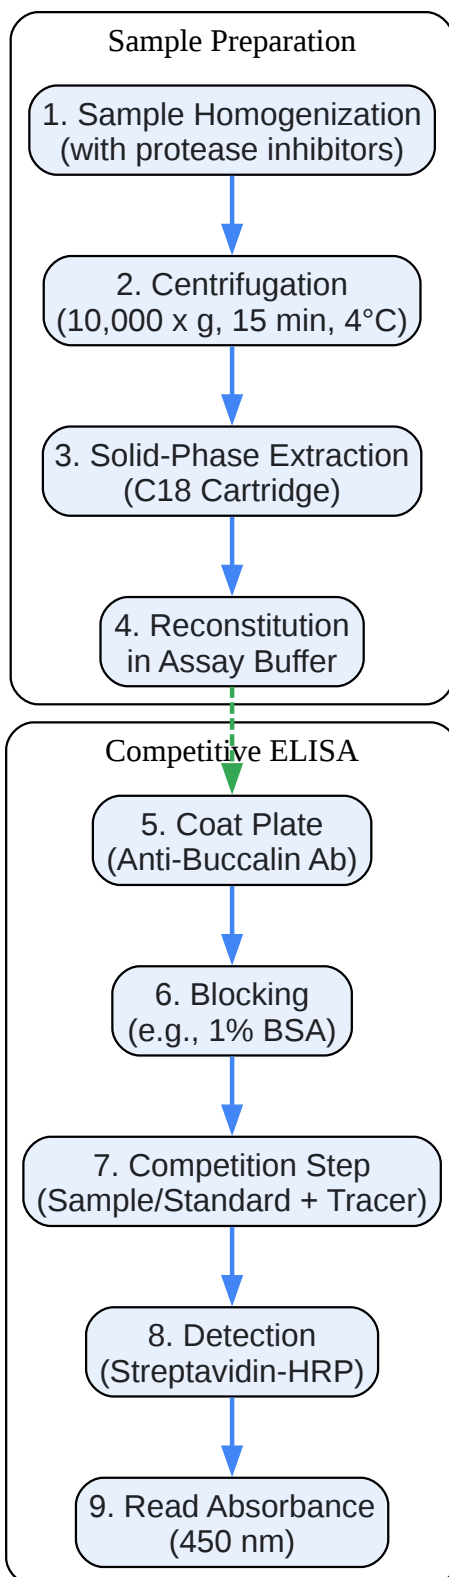 Sample Preparation
1. Sample Homogenization
(with protease inhibitors)
2. Centrifugation
(10,000 x g, 15 min, 4°C)
3. Solid-Phase Extraction
(C18 Cartridge)
4. Reconstitution
in Assay Buffer
Competitive ELISA
5. Coat Plate
(Anti-Buccalin Ab)
6. Blocking
(e.g., 1% BSA)
7. Competition Step
(Sample/Standard + Tracer)
8. Detection
(Streptavidin-HRP)
9. Read Absorbance
(450 nm)